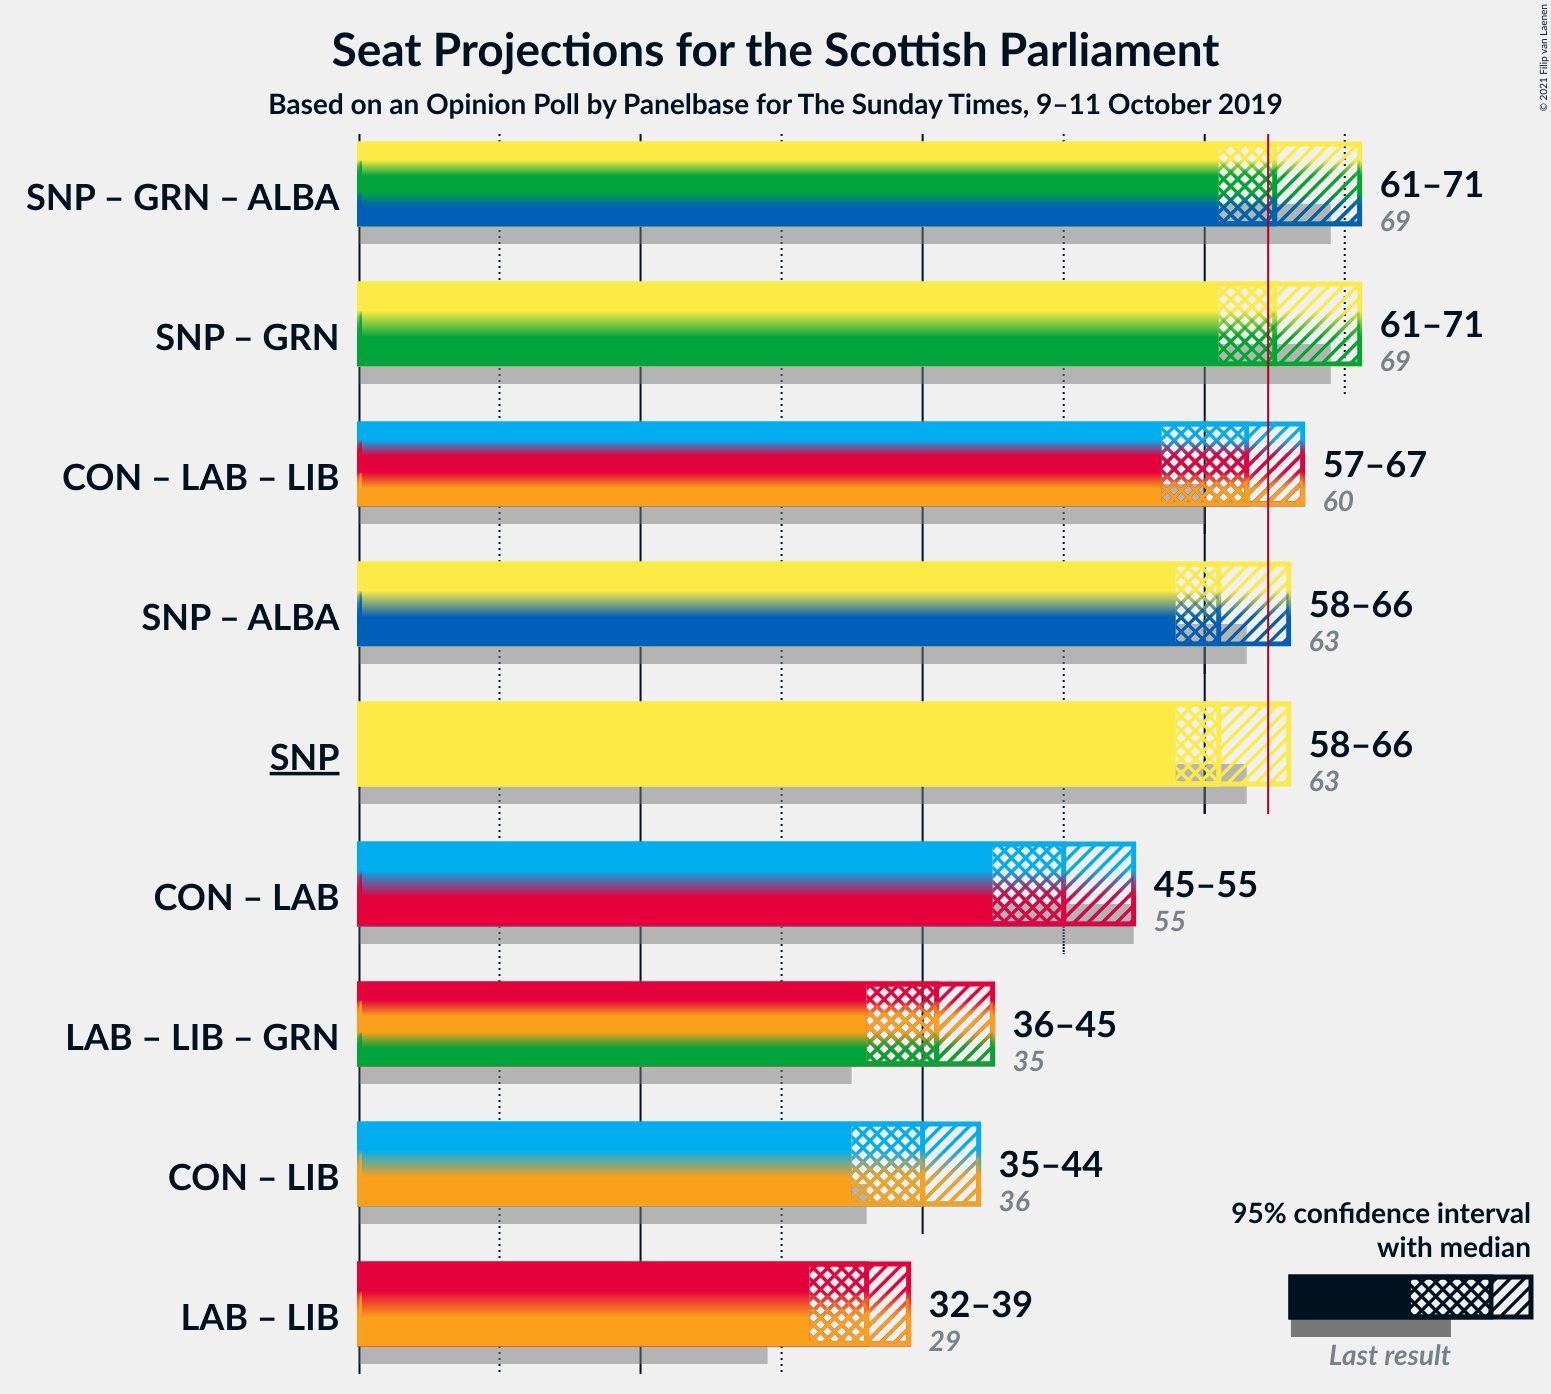 Seat Projections for the Scottish Parliament
Based on an Opinion Poll by Panelbase for The Sunday Times, 9–11 October 2019
© 2021 Filip van Laenen
SNP – GRN – ALBA
61–71
69
SNP – GRN
61–71
69
CON – LAB – LIB
57–67
60
SNP – ALBA
58–66
63
SNP
58–66
63
CON – LAB
45–55
55
LAB – LIB – GRN
36–45
35
CON – LIB
35–44
36
LAB – LIB
32–39
29
95% confidence interval
with median
Last result